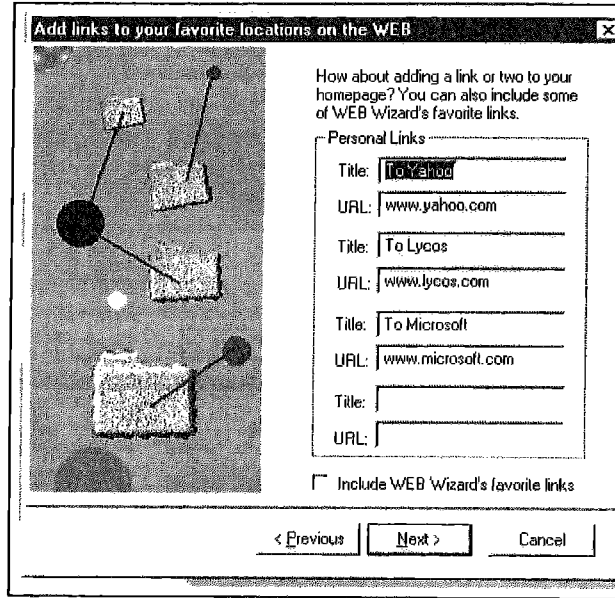 Add links to your favorite locations on the WEB
How about adding a link or two to your
homepage? You can also include some
of WEB Wizard's favorite links.
Personal Links
Title: To Yahoo
URL: www.yahoo.com
Title: To Lycos
URL: www.lycos.com
Title: To Microsoft
URL: www.microsoft.com
Title:
URL:
Include WEB Wizard's favorite links
< Previous Next > Cancel